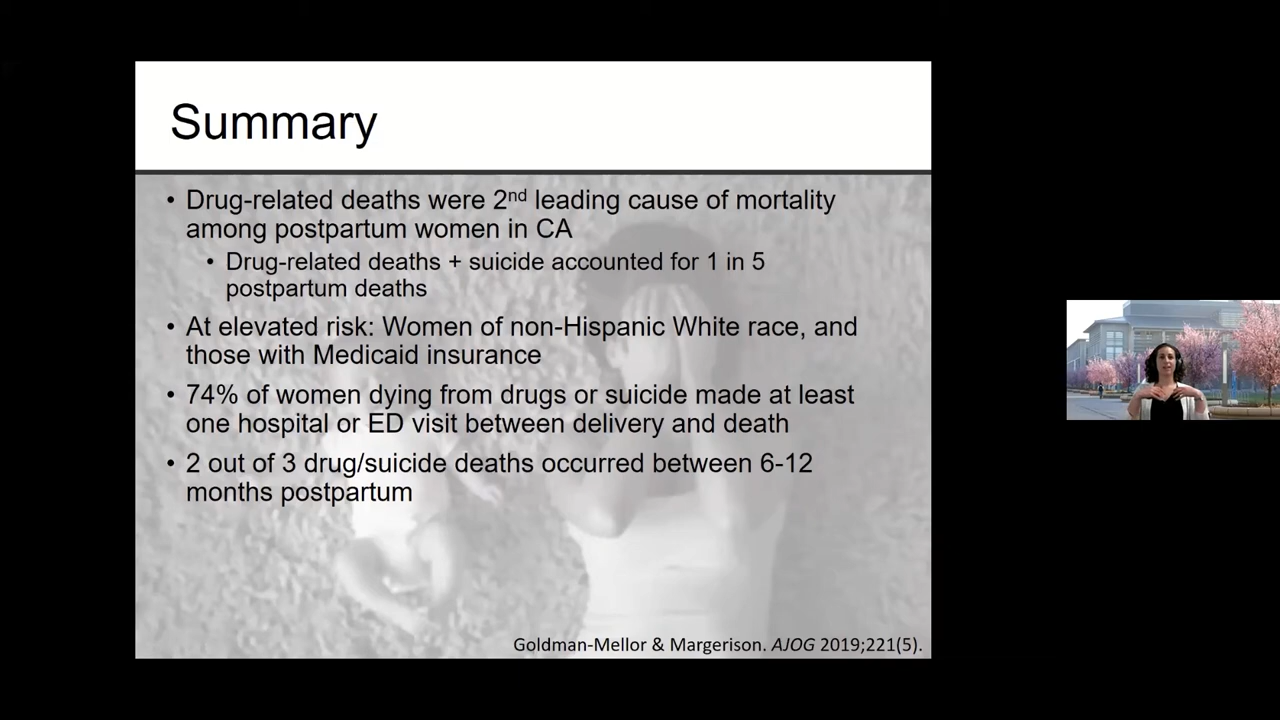 Summary
• Drug-related deaths were 2nd leading cause of mortality
among postpartum women in CA
• Drug-related deaths + suicide accounted for 1 in 5
postpartum deaths
• At elevated risk: Women of non-Hispanic White race, and
those with Medicaid insurance
• 74% of women dying from drugs or suicide made at least
one hospital or ED visit between delivery and death
• 2 out of 3 drug/suicide deaths occurred between 6-12
months postpartum
Goldman-Mellor & Margerison. AJOG 2019;221(5).